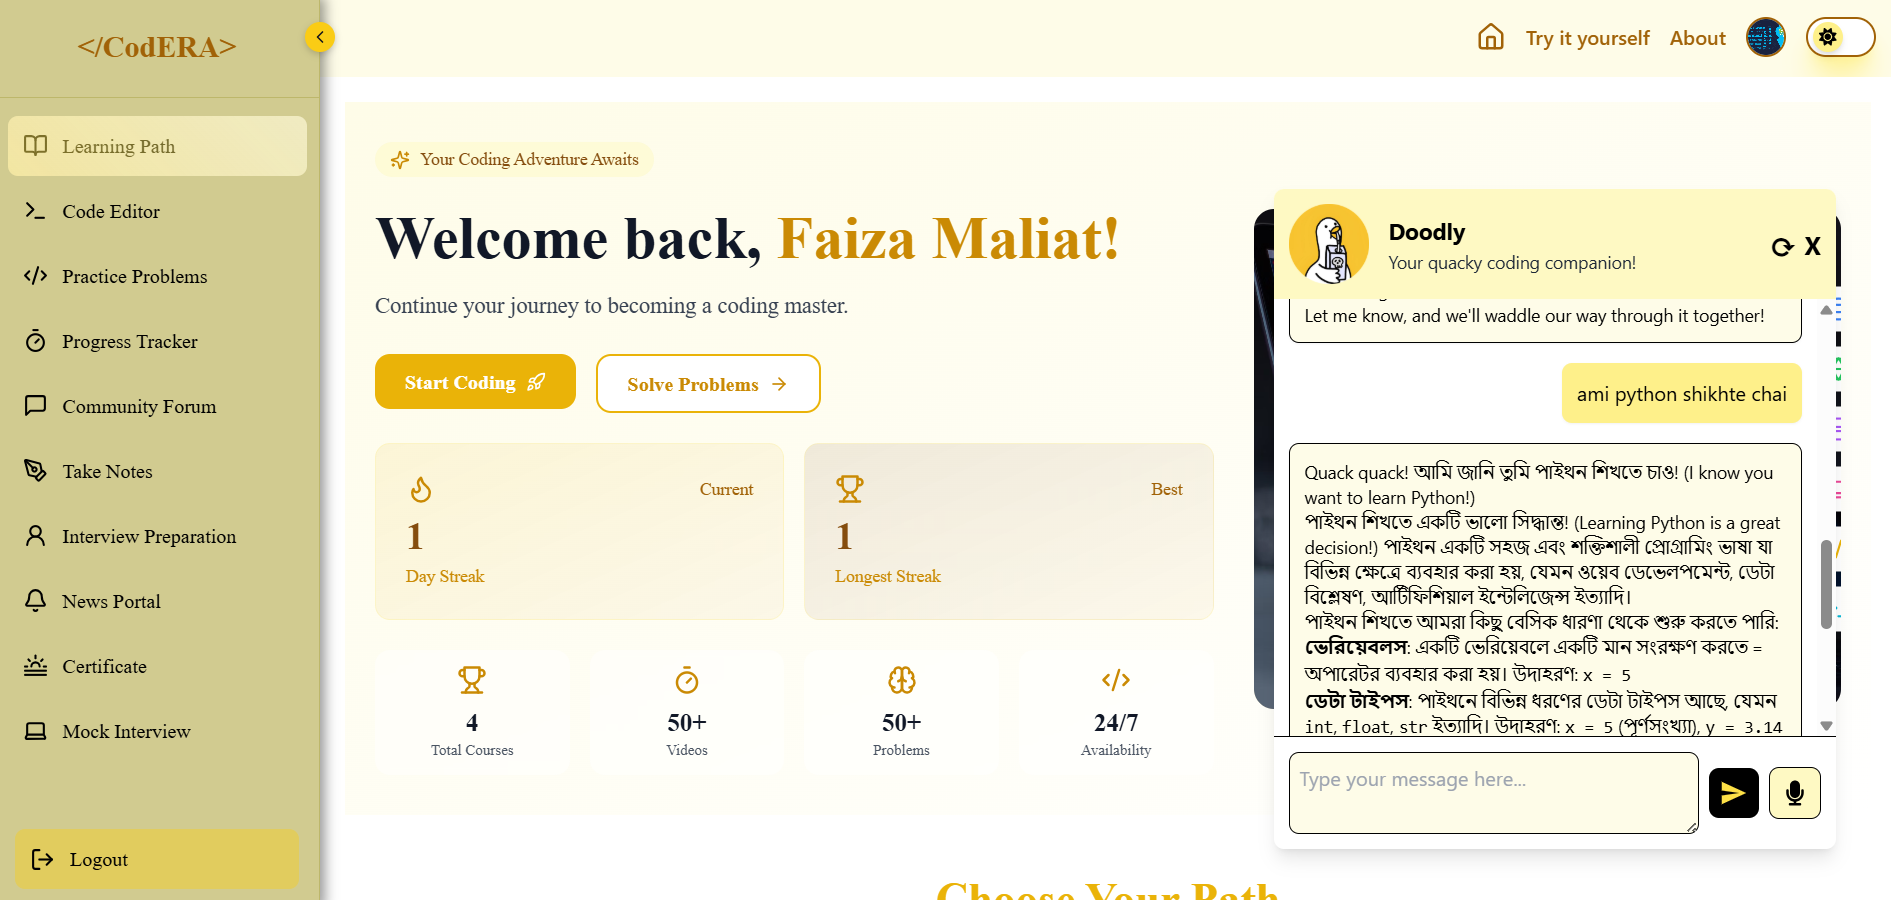 </CodERA>
Learning Path
Code Editor
Practice Problems
Progress Tracker
Community Forum
Take Notes
Interview Preparation
News Portal
Certificate
Mock Interview
Logout
Try it yourself
About
Your Coding Adventure Awaits
Welcome back, Faiza Maliat!
Continue your journey to becoming a coding master.
Start Coding
Solve Problems
Current
1
Day Streak
Best
1
Longest Streak
4
Total Courses
50+
Videos
50+
Problems
24/7
Availability
Doodly
Your quacky coding companion!
X
Let me know, and we'll waddle our way through it together!
ami python shikhte chai
Quack quack! আমি জানি তুমি পাইথন শিখতে চাও! (I know you
want to learn Python!)
পাইথন শিখতে একটি ভালো সিদ্ধান্ত! (Learning Python is a great
decision!) পাইথন একটি সহজ এবং শক্তিশালী প্রোগ্রামিং ভাষা যা
বিভিন্ন ক্ষেত্রে ব্যবহার করা হয়, যেমন ওয়েব ডেভেলপমেন্ট, ডেটা
বিশ্লেষণ, আর্টিফিশিয়াল ইন্টেলিজেন্স ইত্যাদি।
পাইথন শিখতে আমরা কিছু বেসিক ধারণা থেকে শুরু করতে পারি:
ভেরিয়েবলস: একটি ভেরিয়েবলে একটি মান সংরক্ষণ করতে =
অপারেটর ব্যবহার করা হয়। উদাহরণ: x = 5
ডেটা টাইপস: পাইথনে বিভিন্ন ধরণের ডেটা টাইপস আছে, যেমন
int, float, str ইত্যাদি। উদাহরণ: x = 5 (পূর্ণসংখ্যা), y = 3.14
Type your message here...
Choose Your Path